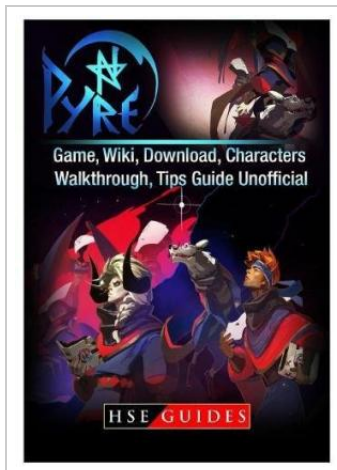 PYRE
Game, Wiki, Download, Characters
Walkthrough, Tips Guide Unofficial
HSE GUIDES